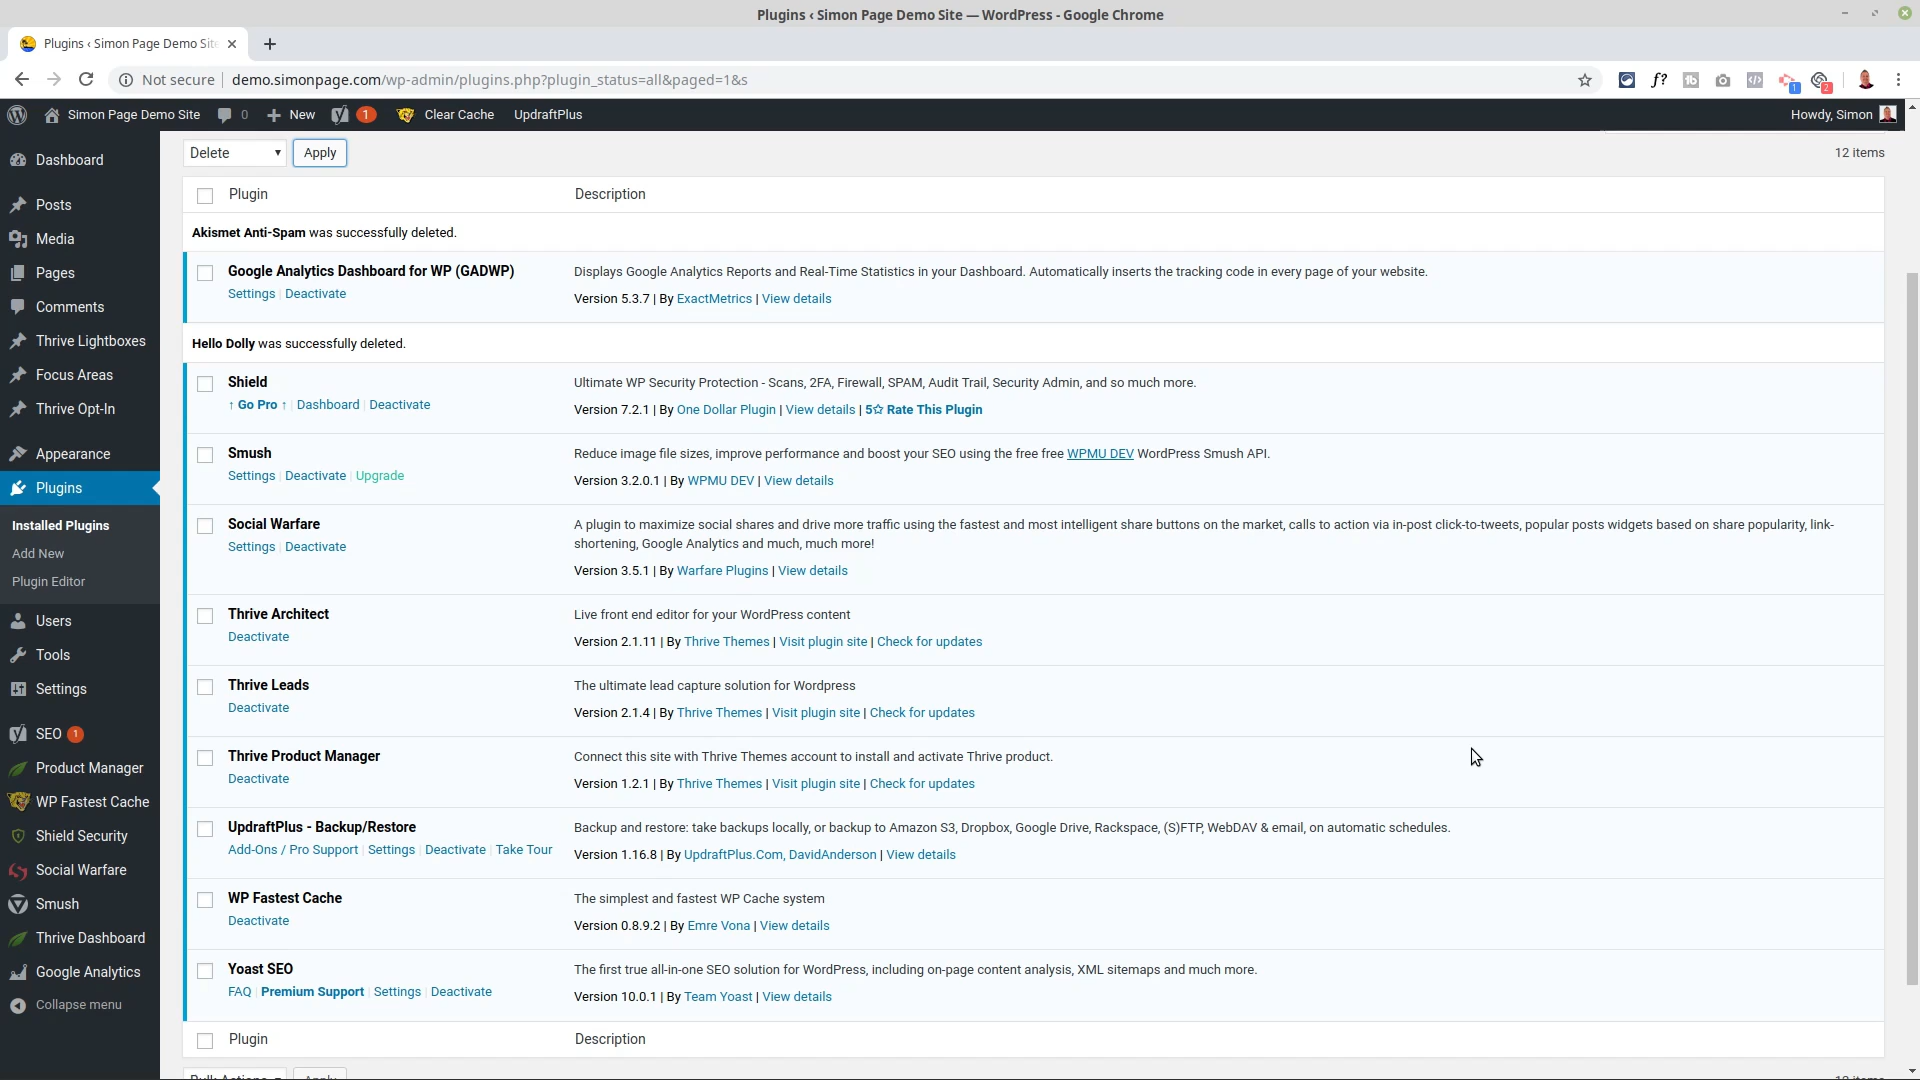 Plugins ‹ Simon Page Demo Site — WordPress - Google Chrome
Plugins ‹ Simon Page Demo Site
Not secure
demo.simonpage.com/wp-admin/plugins.php?plugin_status=all&paged=1&s
f?
1
2
Simon Page Demo Site
0
New
1
Clear Cache
UpdraftPlus
Howdy, Simon
Dashboard
Posts
Media
Pages
Comments
Thrive Lightboxes
Focus Areas
Thrive Opt-In
Appearance
Plugins
Installed Plugins
Add New
Plugin Editor
Users
Tools
Settings
SEO 1
Product Manager
WP Fastest Cache
Shield Security
Social Warfare
Smush
Thrive Dashboard
Google Analytics
Collapse menu
Delete
Apply
12 items
Plugin
Description
Akismet Anti-Spam was successfully deleted.
Google Analytics Dashboard for WP (GADWP)
Settings | Deactivate
Displays Google Analytics Reports and Real-Time Statistics in your Dashboard. Automatically inserts the tracking code in every page of your website.
Version 5.3.7 | By ExactMetrics | View details
Hello Dolly was successfully deleted.
Shield
↑ Go Pro ↑ | Dashboard | Deactivate
Ultimate WP Security Protection - Scans, 2FA, Firewall, SPAM, Audit Trail, Security Admin, and so much more.
Version 7.2.1 | By One Dollar Plugin | View details | 5☆ Rate This Plugin
Smush
Settings | Deactivate | Upgrade
Reduce image file sizes, improve performance and boost your SEO using the free free WPMU DEV WordPress Smush API.
Version 3.2.0.1 | By WPMU DEV | View details
Social Warfare
Settings | Deactivate
A plugin to maximize social shares and drive more traffic using the fastest and most intelligent share buttons on the market, calls to action via in-post click-to-tweets, popular posts widgets based on share popularity, link-
shortening, Google Analytics and much, much more!
Version 3.5.1 | By Warfare Plugins | View details
Thrive Architect
Deactivate
Live front end editor for your WordPress content
Version 2.1.11 | By Thrive Themes | Visit plugin site | Check for updates
Thrive Leads
Deactivate
The ultimate lead capture solution for Wordpress
Version 2.1.4 | By Thrive Themes | Visit plugin site | Check for updates
Thrive Product Manager
Deactivate
Connect this site with Thrive Themes account to install and activate Thrive product.
Version 1.2.1 | By Thrive Themes | Visit plugin site | Check for updates
UpdraftPlus - Backup/Restore
Add-Ons / Pro Support | Settings | Deactivate | Take Tour
Backup and restore: take backups locally, or backup to Amazon S3, Dropbox, Google Drive, Rackspace, (S)FTP, WebDAV & email, on automatic schedules.
Version 1.16.8 | By UpdraftPlus.Com, DavidAnderson | View details
WP Fastest Cache
Deactivate
The simplest and fastest WP Cache system
Version 0.8.9.2 | By Emre Vona | View details
Yoast SEO
FAQ | Premium Support | Settings | Deactivate
The first true all-in-one SEO solution for WordPress, including on-page content analysis, XML sitemaps and much more.
Version 10.0.1 | By Team Yoast | View details
Plugin
Description
Bulk Actions
Apply
12 items